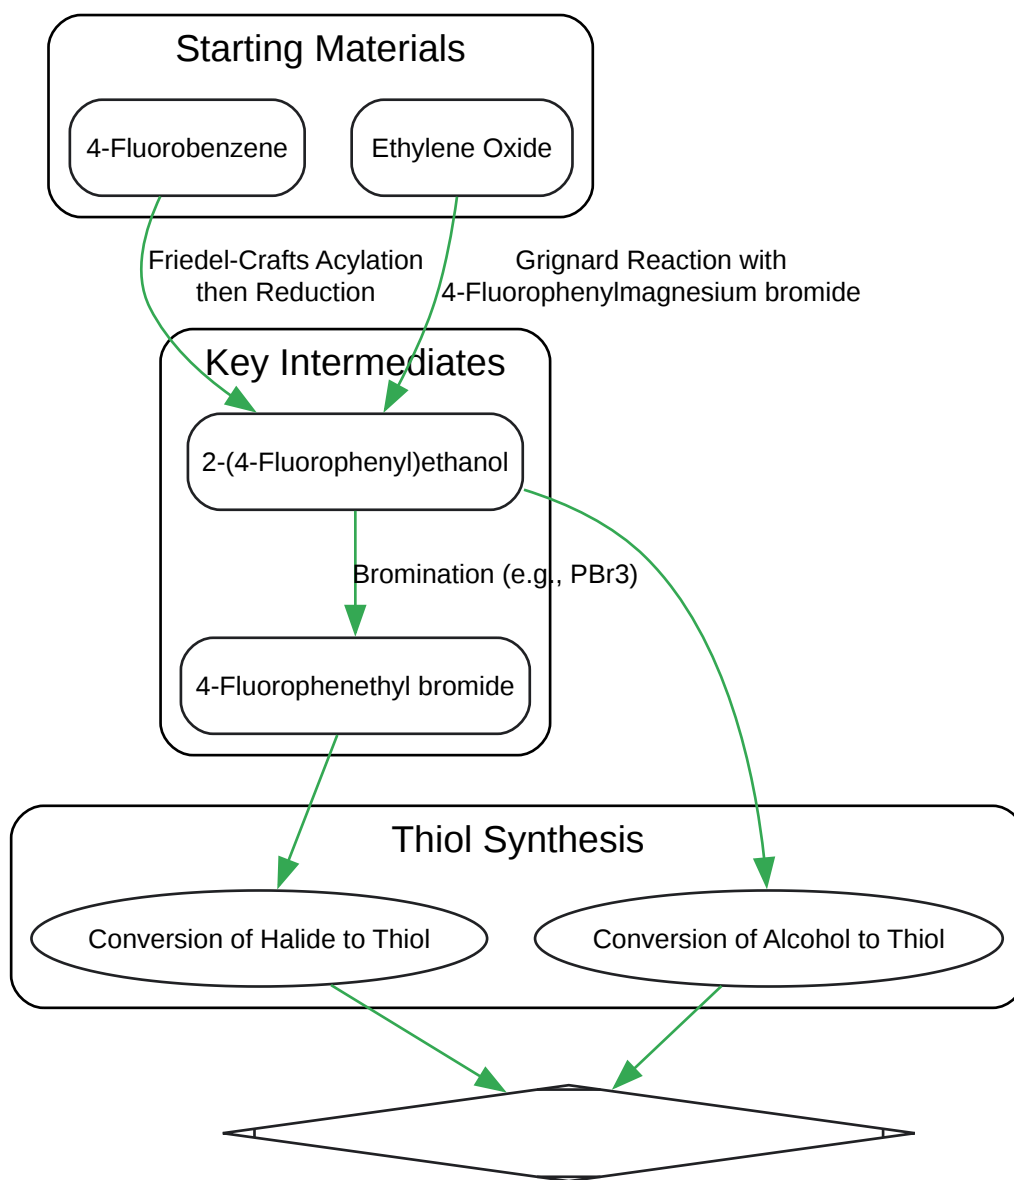 Starting Materials
4-Fluorobenzene
Ethylene Oxide
Friedel-Crafts Acylation
then Reduction
Grignard Reaction with
4-Fluorophenylmagnesium bromide
Key Intermediates
2-(4-Fluorophenyl)ethanol
Bromination (e.g., PBr3)
4-Fluorophenethyl bromide
Thiol Synthesis
Conversion of Halide to Thiol
Conversion of Alcohol to Thiol